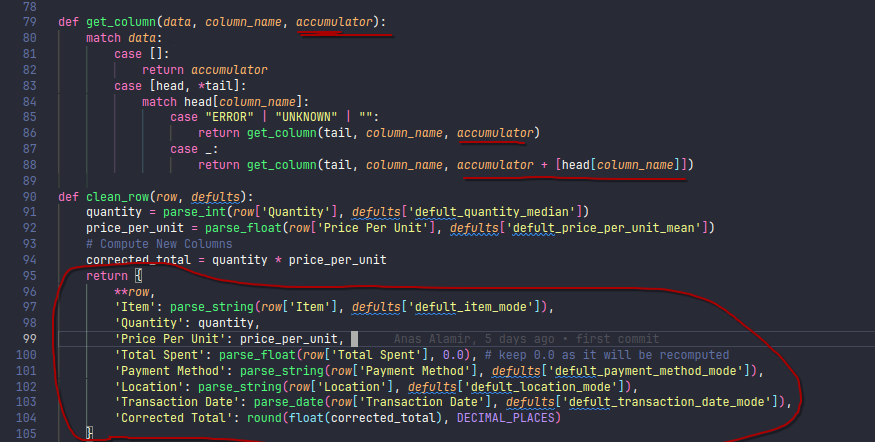 78
79 def get_column(data, column_name, accumulator):
80     match data:
81         case []:
82             return accumulator
83         case [head, *tail]:
84             match head[column_name]:
85                 case "ERROR" | "UNKNOWN" | "":
86                     return get_column(tail, column_name, accumulator)
87                 case _:
88                     return get_column(tail, column_name, accumulator + [head[column_name]])
89
90 def clean_row(row, defults):
91     quantity = parse_int(row['Quantity'], defults['defult_quantity_median'])
92     price_per_unit = parse_float(row['Price Per Unit'], defults['defult_price_per_unit_mean'])
93     # Compute New Columns
94     corrected_total = quantity * price_per_unit
95     return {
96         **row,
97         'Item': parse_string(row['Item'], defults['defult_item_mode']),
98         'Quantity': quantity,
99         'Price Per Unit': price_per_unit,     Anas Alamir, 5 days ago • first commit
100         'Total Spent': parse_float(row['Total Spent'], 0.0), # keep 0.0 as it will be recomputed
101         'Payment Method': parse_string(row['Payment Method'], defults['defult_payment_method_mode']),
102         'Location': parse_string(row['Location'], defults['defult_location_mode']),
103         'Transaction Date': parse_date(row['Transaction Date'], defults['defult_transaction_date_mode']),
104         'Corrected Total': round(float(corrected_total), DECIMAL_PLACES)
105     }